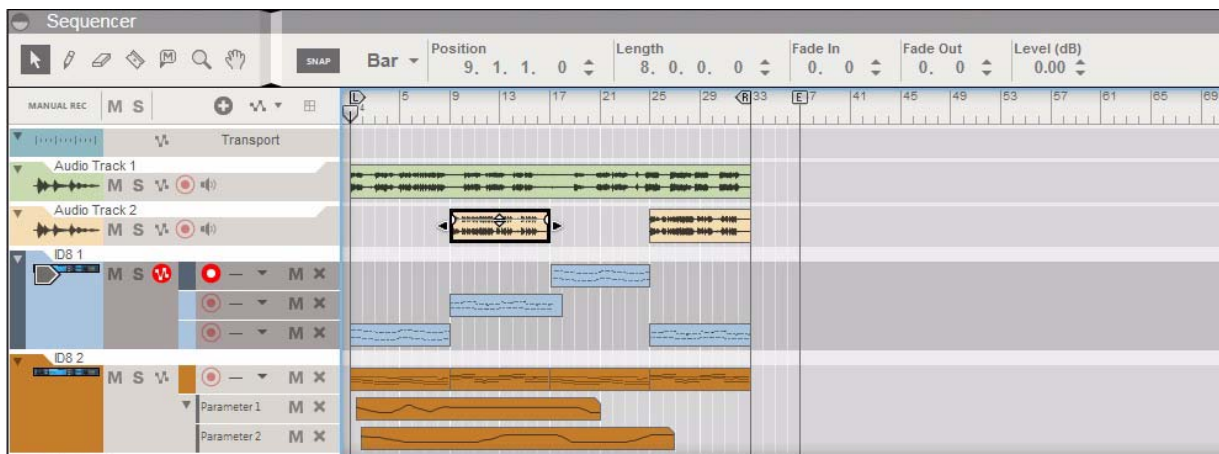 Sequencer
SNAP
Bar
Position
9. 1. 1. 0
Length
8. 0. 0. 0
Fade In
0. 0
Fade Out
0. 0
Level (dB)
0.00
MANUAL REC M S
L 5 9 13 17 21 25 29 R 33 E 7 41 45 49 53 57 61 65 69
4
Transport
Audio Track 1
M S
Audio Track 2
M S
ID8 1
M S M
M
M
ID8 2
M S M
Parameter 1 M
Parameter 2 M